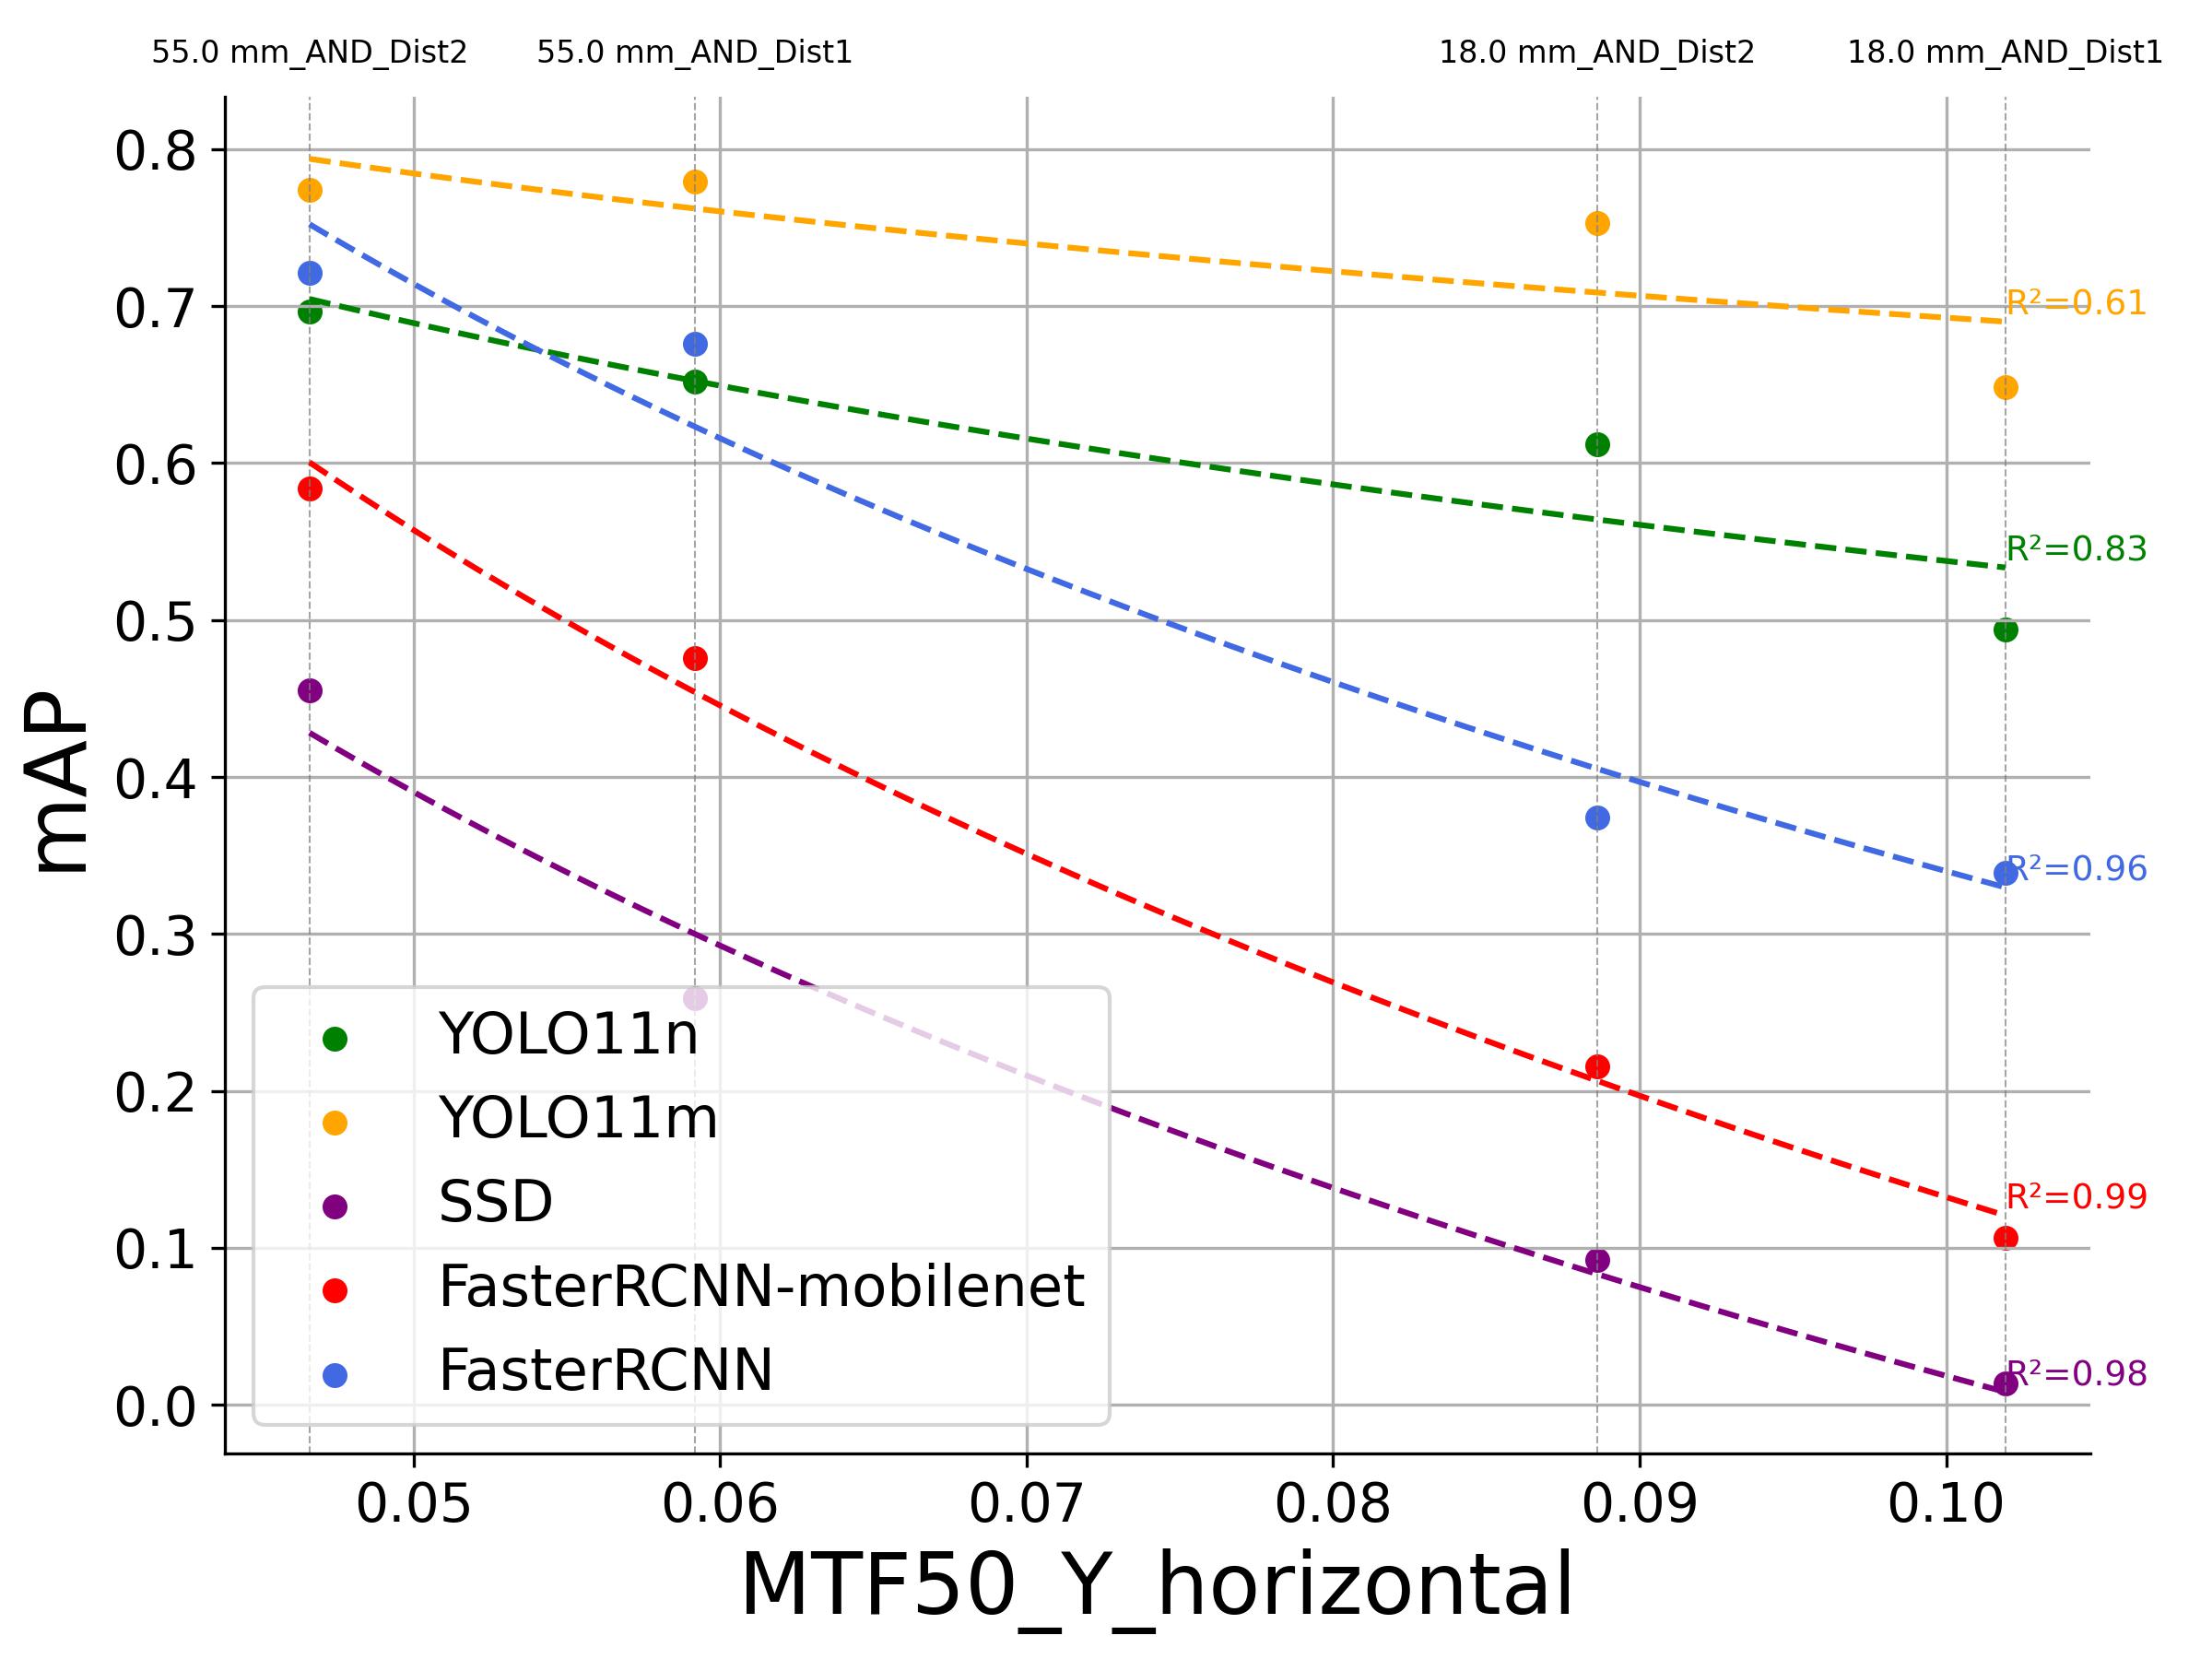 55.0 mm_AND_Dist2
55.0 mm_AND_Dist1
18.0 mm_AND_Dist2
18.0 mm_AND_Dist1
mAP
0.8
0.7
0.6
0.5
0.4
0.3
0.2
0.1
0.0
R²=0.61
R²=0.83
R²=0.96
R²=0.99
R²=0.98
YOLO11n
YOLO11m
SSD
FasterRCNN-mobilenet
FasterRCNN
0.05
0.06
0.07
0.08
0.09
0.10
MTF50_Y_horizontal